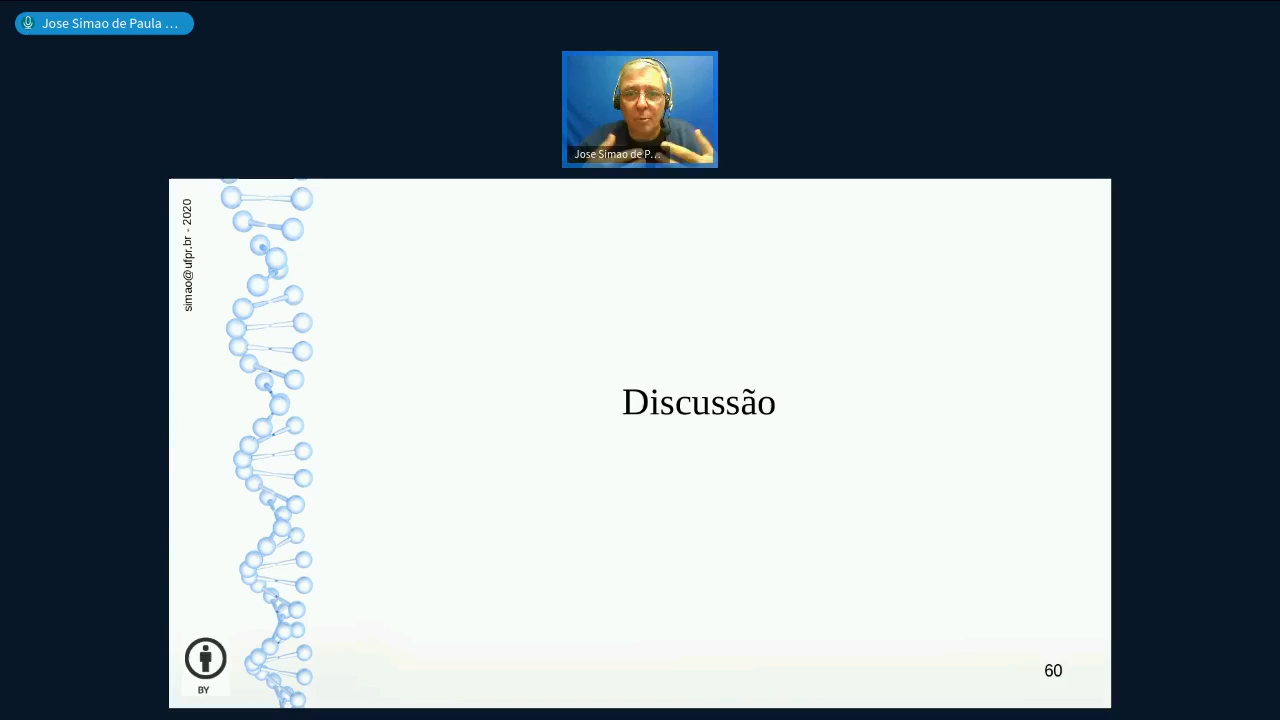 Jose Simao de Paula ...
Jose Simao de P...
simao@ufpr.br - 2020
Discussão
BY
60